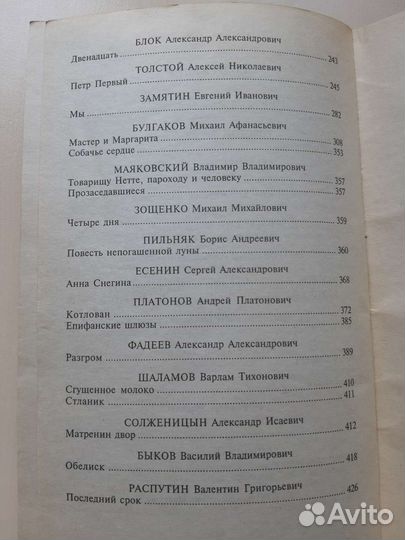 БЛОК Александр Александрович
Двенадцать 241
ТОЛСТОЙ Алексей Николаевич
Петр Первый 245
ЗАМЯТИН Евгений Иванович
Мы 282
БУЛГАКОВ Михаил Афанасьевич
Мастер и Маргарита 308
Собачье сердце 353
МАЯКОВСКИЙ Владимир Владимирович
Товарищу Нетте, пароходу и человеку 357
Прозаседавшиеся 357
ЗОЩЕНКО Михаил Михайлович
Четыре дня 359
ПИЛЬНЯК Борис Андреевич
Повесть непогашенной луны 360
ЕСЕНИН Сергей Александрович
Анна Снегина 368
ПЛАТОНОВ Андрей Платонович
Котлован 372
Епифанские шлюзы 385
ФАДЕЕВ Александр Александрович
Разгром 389
ШАЛАМОВ Варлам Тихонович
Сгущенное молоко 410
Стланик 411
СОЛЖЕНИЦЫН Александр Исаевич
Матренин двор 412
БЫКОВ Василий Владимирович
Обелиск 418
РАСПУТИН Валентин Григорьевич
Последний срок 426
Avito